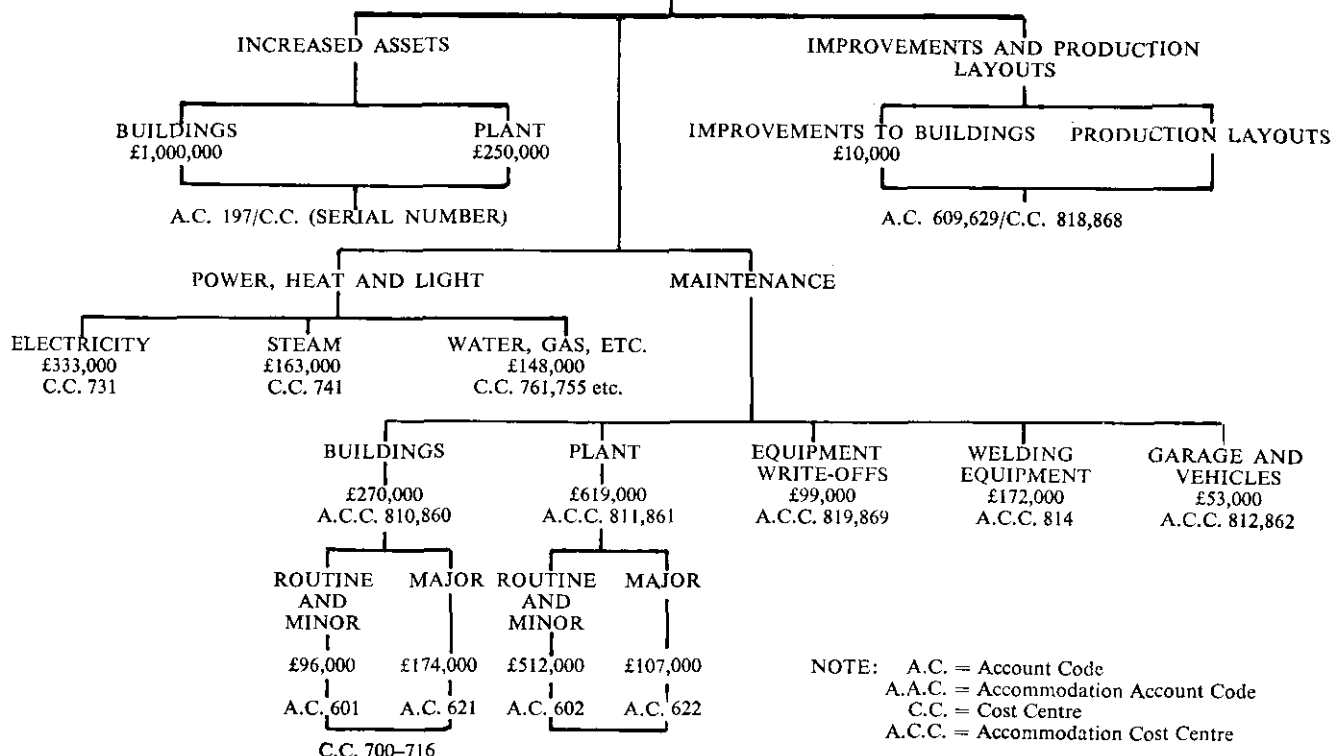 INCREASED ASSETS
IMPROVEMENTS AND PRODUCTION
LAYOUTS
BUILDINGS
£1,000,000
PLANT
£250,000
IMPROVEMENTS TO BUILDINGS
£10,000
PRODUCTION LAYOUTS
A.C. 197/C.C. (SERIAL NUMBER)
A.C. 609,629/C.C. 818,868
POWER, HEAT AND LIGHT
MAINTENANCE
ELECTRICITY
£333,000
C.C. 731
STEAM
£163,000
C.C. 741
WATER, GAS, ETC.
£148,000
C.C. 761,755 etc.
BUILDINGS
£270,000
A.C.C. 810,860
PLANT
£619,000
A.C.C. 811,861
EQUIPMENT
WRITE-OFFS
£99,000
A.C.C. 819,869
WELDING
EQUIPMENT
£172,000
A.C.C. 814
GARAGE AND
VEHICLES
£53,000
A.C.C. 812,862
ROUTINE
AND
MINOR
£96,000
A.C. 601
MAJOR
£174,000
A.C. 621
ROUTINE
AND
MINOR
£512,000
A.C. 602
MAJOR
£107,000
A.C. 622
C.C. 700–716
NOTE: A.C. = Account Code
A.A.C. = Accommodation Account Code
C.C. = Cost Centre
A.C.C. = Accommodation Cost Centre